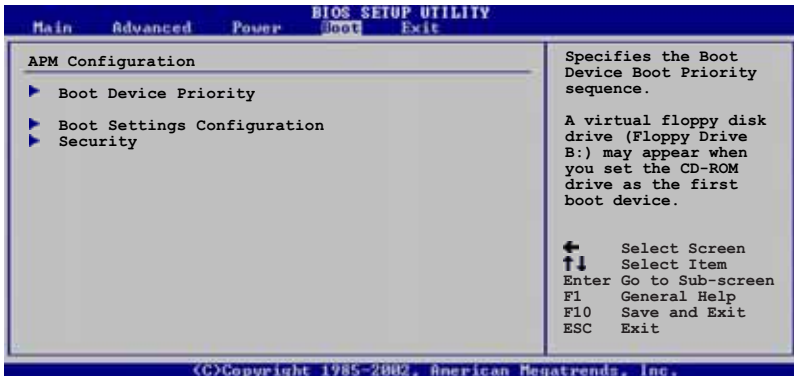 BIOS SETUP UTILITY
Main Advanced Power Boot Exit
APM Configuration
Boot Device Priority
Boot Settings Configuration
Security
Specifies the Boot
Device Boot Priority
sequence.
A virtual floppy disk
drive (Floppy Drive
B:) may appear when
you set the CD-ROM
drive as the first
boot device.
← Select Screen
↑↓ Select Item
Enter Go to Sub-screen
F1 General Help
F10 Save and Exit
ESC Exit
(C)Copyright 1985-2002, American Megatrends, Inc.